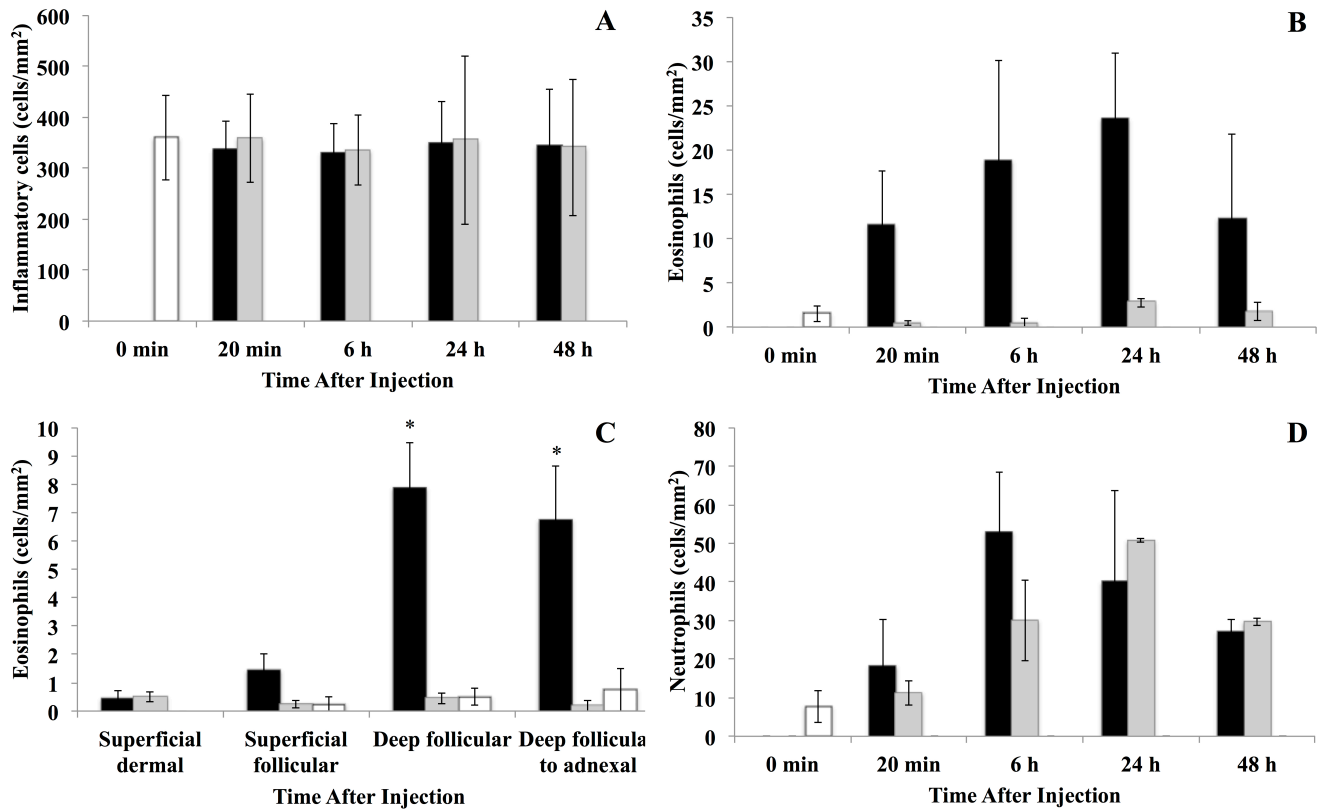 A
Inflammatory cells (cells/mm²)
600
500
400
300
200
100
0
0 min 20 min 6 h 24 h 48 h
Time After Injection
B
Eosinophils (cells/mm²)
35
30
25
20
15
10
5
0
0 min 20 min 6 h 24 h 48 h
Time After Injection
C
Eosinophils (cells/mm²)
10
9
8
7
6
5
4
3
2
1
0
* *
Superficial Superficial Deep follicular Deep follicula
dermal follicular to adnexal
Time After Injection
D
Neutrophils (cells/mm²)
80
70
60
50
40
30
20
10
0
0 min 20 min 6 h 24 h 48 h
Time After Injection